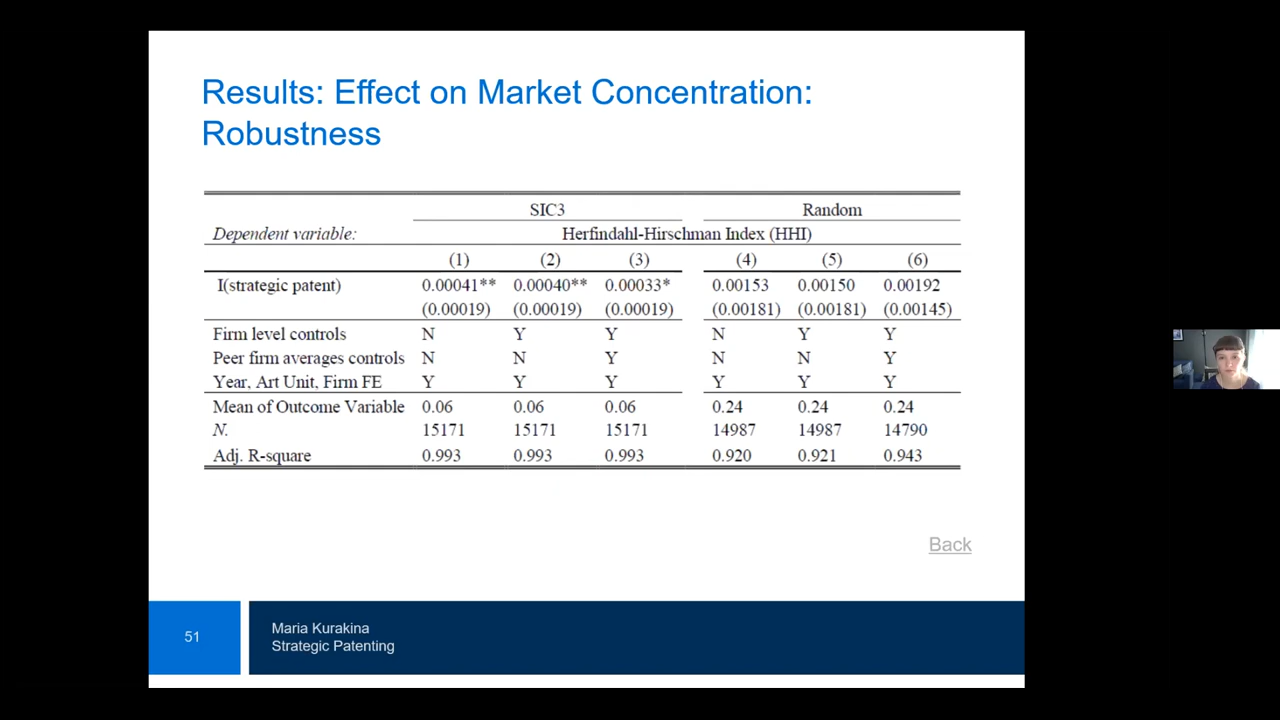 Results: Effect on Market Concentration:
Robustness
SIC3 Random
Dependent variable: Herfindahl-Hirschman Index (HHI)
(1) (2) (3) (4) (5) (6)
I(strategic patent) 0.00041** 0.00040** 0.00033* 0.00153 0.00150 0.00192
(0.00019) (0.00019) (0.00019) (0.00181) (0.00181) (0.00145)
Firm level controls N Y Y N Y Y
Peer firm averages controls N N Y N N Y
Year, Art Unit, Firm FE Y Y Y Y Y Y
Mean of Outcome Variable 0.06 0.06 0.06 0.24 0.24 0.24
N. 15171 15171 15171 14987 14987 14790
Adj. R-square 0.993 0.993 0.993 0.920 0.921 0.943
Back
51
Maria Kurakina
Strategic Patenting